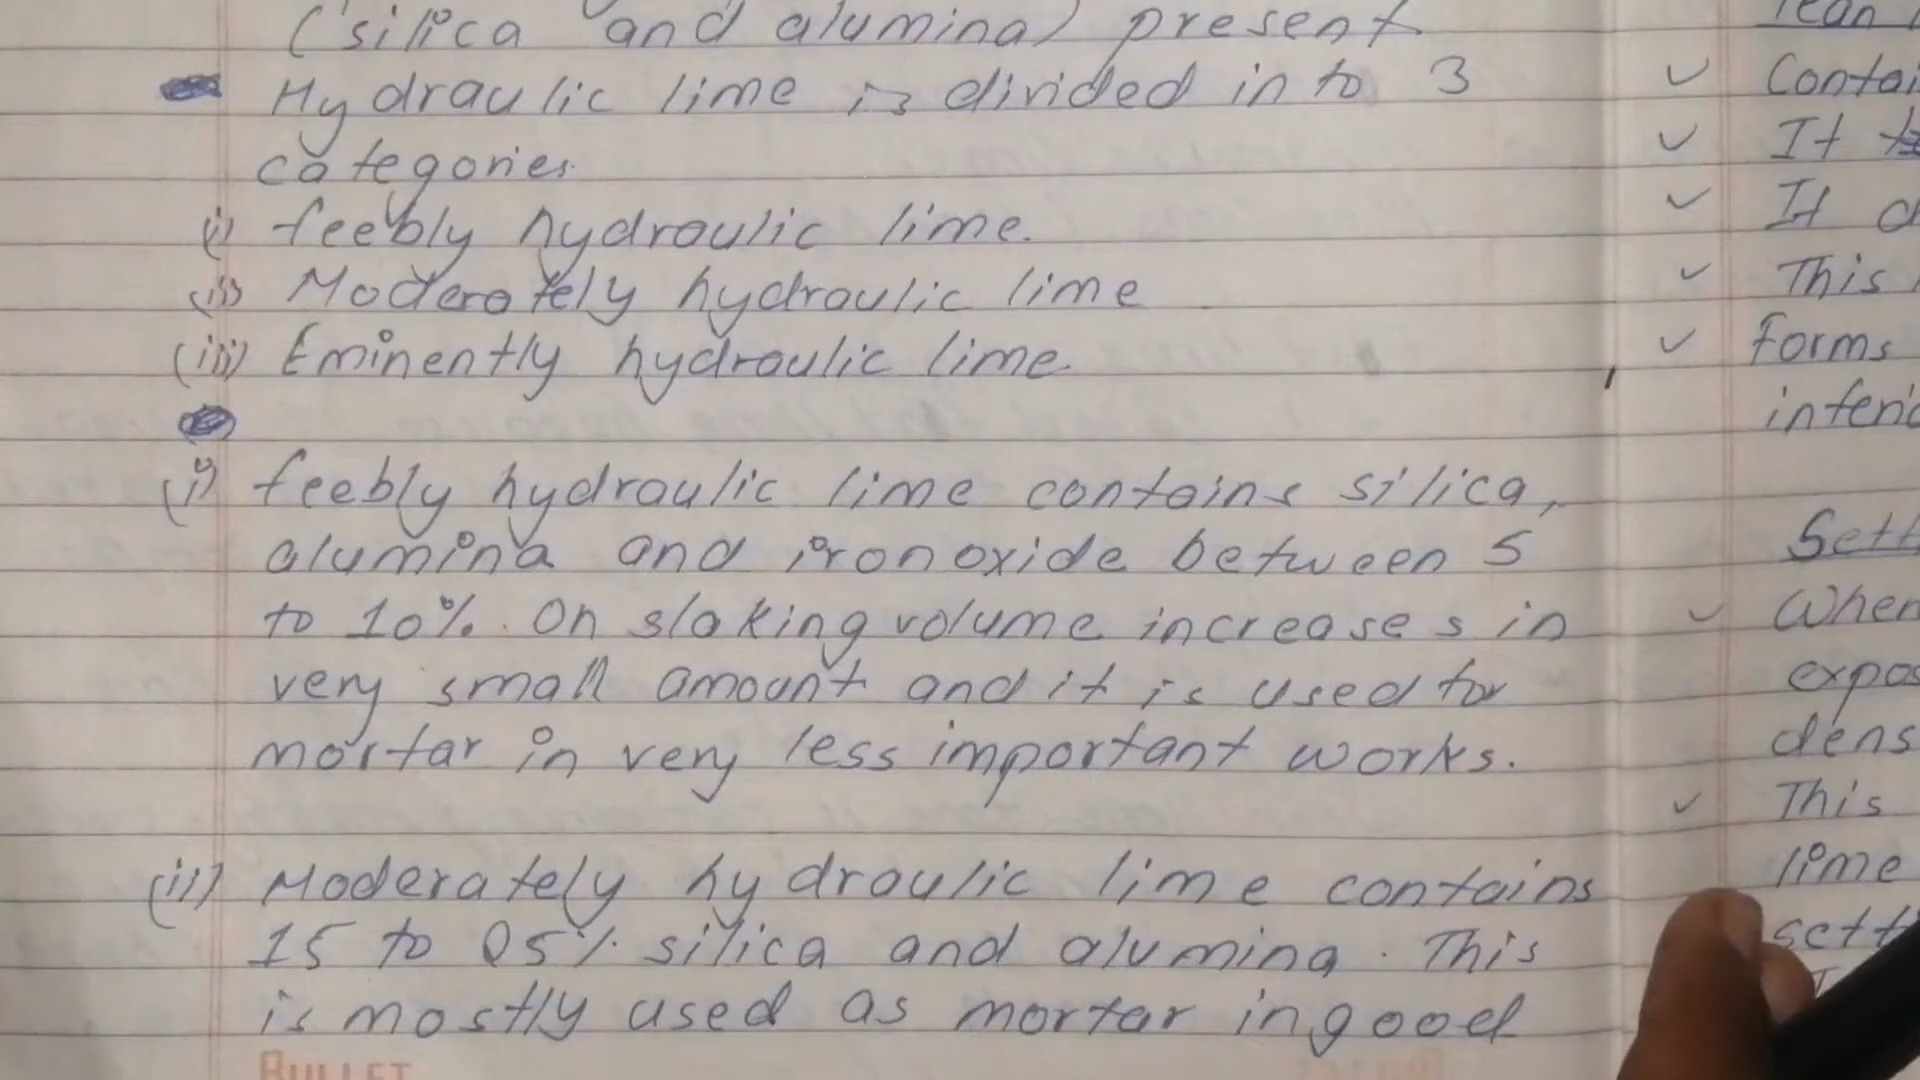 (silica and alumina) present
Hydraulic lime is divided in to 3
categories.
(i) feebly hydraulic lime.
(ii) Moderately hydraulic lime
(iii) Eminently hydraulic lime.
(i) feebly hydraulic lime contains silica,
alumina and iron oxide between 5
to 10%. On slaking volume increases in
very small amount and it is used for
mortar in very less important works.
(ii) Moderately hydraulic lime contains
15 to 25% silica and alumina. This
is mostly used as mortar in good
BULLET
lean
Contai
It
It
This
forms
Sett
When
expos
dens
This
lime
sett